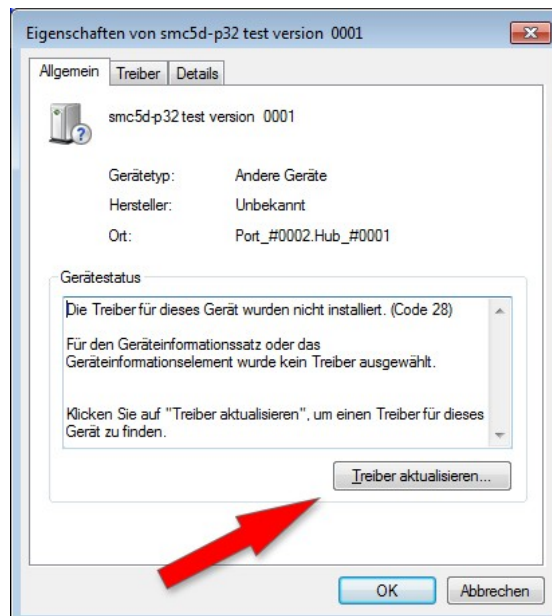 Eigenschaften von smc5d-p32 test version 0001
Allgemein Treiber Details
smc5d-p32 test version 0001
Gerätetyp: Andere Geräte
Hersteller: Unbekannt
Ort: Port_#0002.Hub_#0001
Gerätestatus
Die Treiber für dieses Gerät wurden nicht installiert. (Code 28)
Für den Geräteinformationssatz oder das
Geräteinformationselement wurde kein Treiber ausgewählt.
Klicken Sie auf "Treiber aktualisieren", um einen Treiber für dieses
Gerät zu finden.
Treiber aktualisieren...
OK Abbrechen